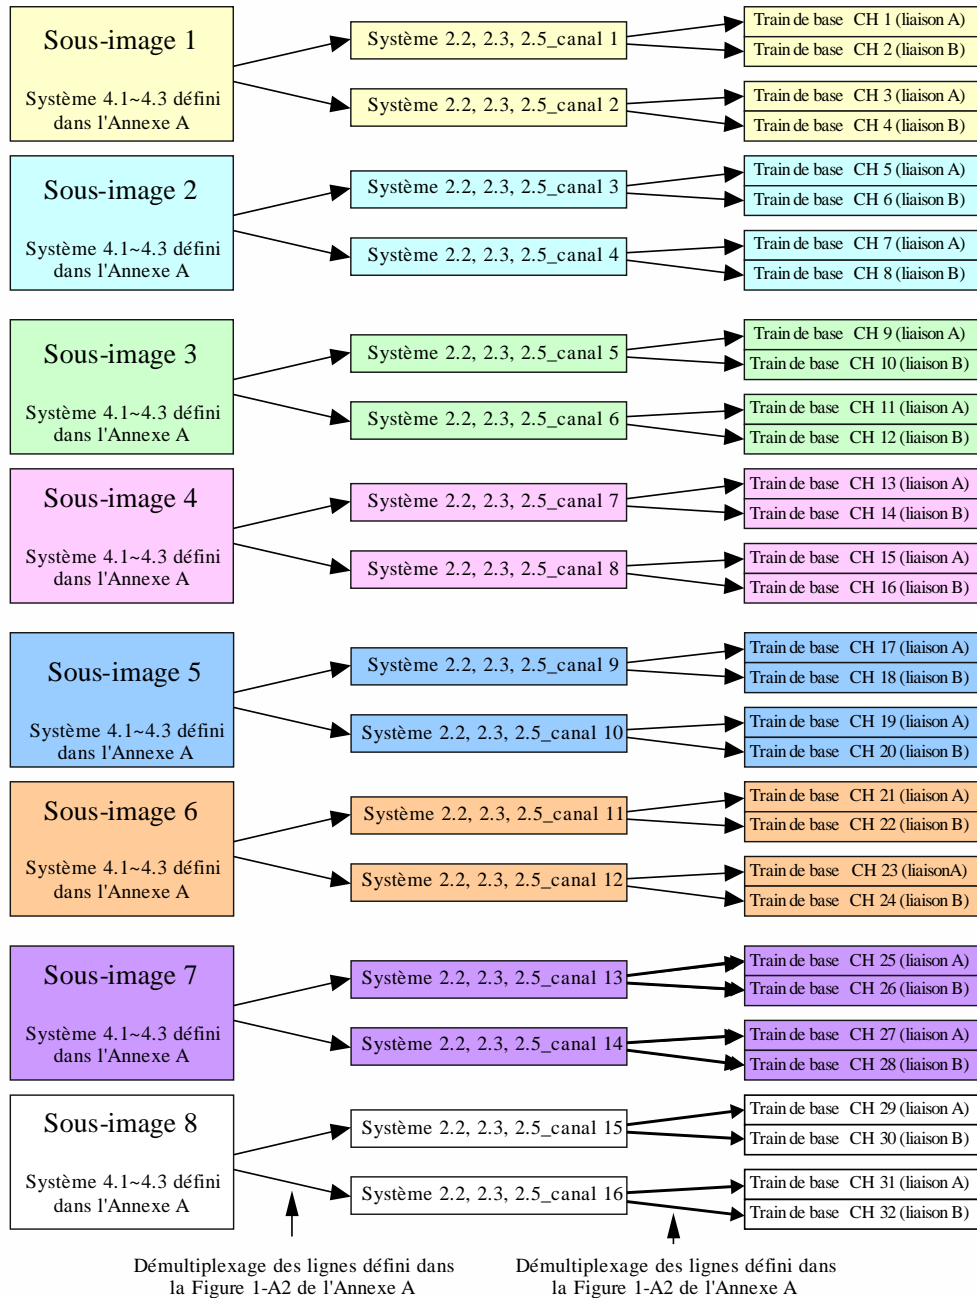 Sous-image 1
Système 4.1~4.3 défini
dans l'Annexe A
Système 2.2, 2.3, 2.5_canal 1
Train de base CH 1 (liaison A)
Train de base CH 2 (liaison B)
Système 2.2, 2.3, 2.5_canal 2
Train de base CH 3 (liaison A)
Train de base CH 4 (liaison B)
Sous-image 2
Système 4.1~4.3 défini
dans l'Annexe A
Système 2.2, 2.3, 2.5_canal 3
Train de base CH 5 (liaison A)
Train de base CH 6 (liaison B)
Système 2.2, 2.3, 2.5_canal 4
Train de base CH 7 (liaison A)
Train de base CH 8 (liaison B)
Sous-image 3
Système 4.1~4.3 défini
dans l'Annexe A
Système 2.2, 2.3, 2.5_canal 5
Train de base CH 9 (liaison A)
Train de base CH 10 (liaison B)
Système 2.2, 2.3, 2.5_canal 6
Train de base CH 11 (liaison A)
Train de base CH 12 (liaison B)
Sous-image 4
Système 4.1~4.3 défini
dans l'Annexe A
Système 2.2, 2.3, 2.5_canal 7
Train de base CH 13 (liaison A)
Train de base CH 14 (liaison B)
Système 2.2, 2.3, 2.5_canal 8
Train de base CH 15 (liaison A)
Train de base CH 16 (liaison B)
Sous-image 5
Système 4.1~4.3 défini
dans l'Annexe A
Système 2.2, 2.3, 2.5_canal 9
Train de base CH 17 (liaison A)
Train de base CH 18 (liaison B)
Système 2.2, 2.3, 2.5_canal 10
Train de base CH 19 (liaison A)
Train de base CH 20 (liaison B)
Sous-image 6
Système 4.1~4.3 défini
dans l'Annexe A
Système 2.2, 2.3, 2.5_canal 11
Train de base CH 21 (liaison A)
Train de base CH 22 (liaison B)
Système 2.2, 2.3, 2.5_canal 12
Train de base CH 23 (liaisonA)
Train de base CH 24 (liaison B)
Sous-image 7
Système 4.1~4.3 défini
dans l'Annexe A
Système 2.2, 2.3, 2.5_canal 13
Train de base CH 25 (liaison A)
Train de base CH 26 (liaison B)
Système 2.2, 2.3, 2.5_canal 14
Train de base CH 27 (liaison A)
Train de base CH 28 (liaison B)
Sous-image 8
Système 4.1~4.3 défini
dans l'Annexe A
Système 2.2, 2.3, 2.5_canal 15
Train de base CH 29 (liaison A)
Train de base CH 30 (liaison B)
Système 2.2, 2.3, 2.5_canal 16
Train de base CH 31 (liaison A)
Train de base CH 32 (liaison B)
Démultiplexage des lignes défini dans
la Figure 1-A2 de l'Annexe A
Démultiplexage des lignes défini dans
la Figure 1-A2 de l'Annexe A